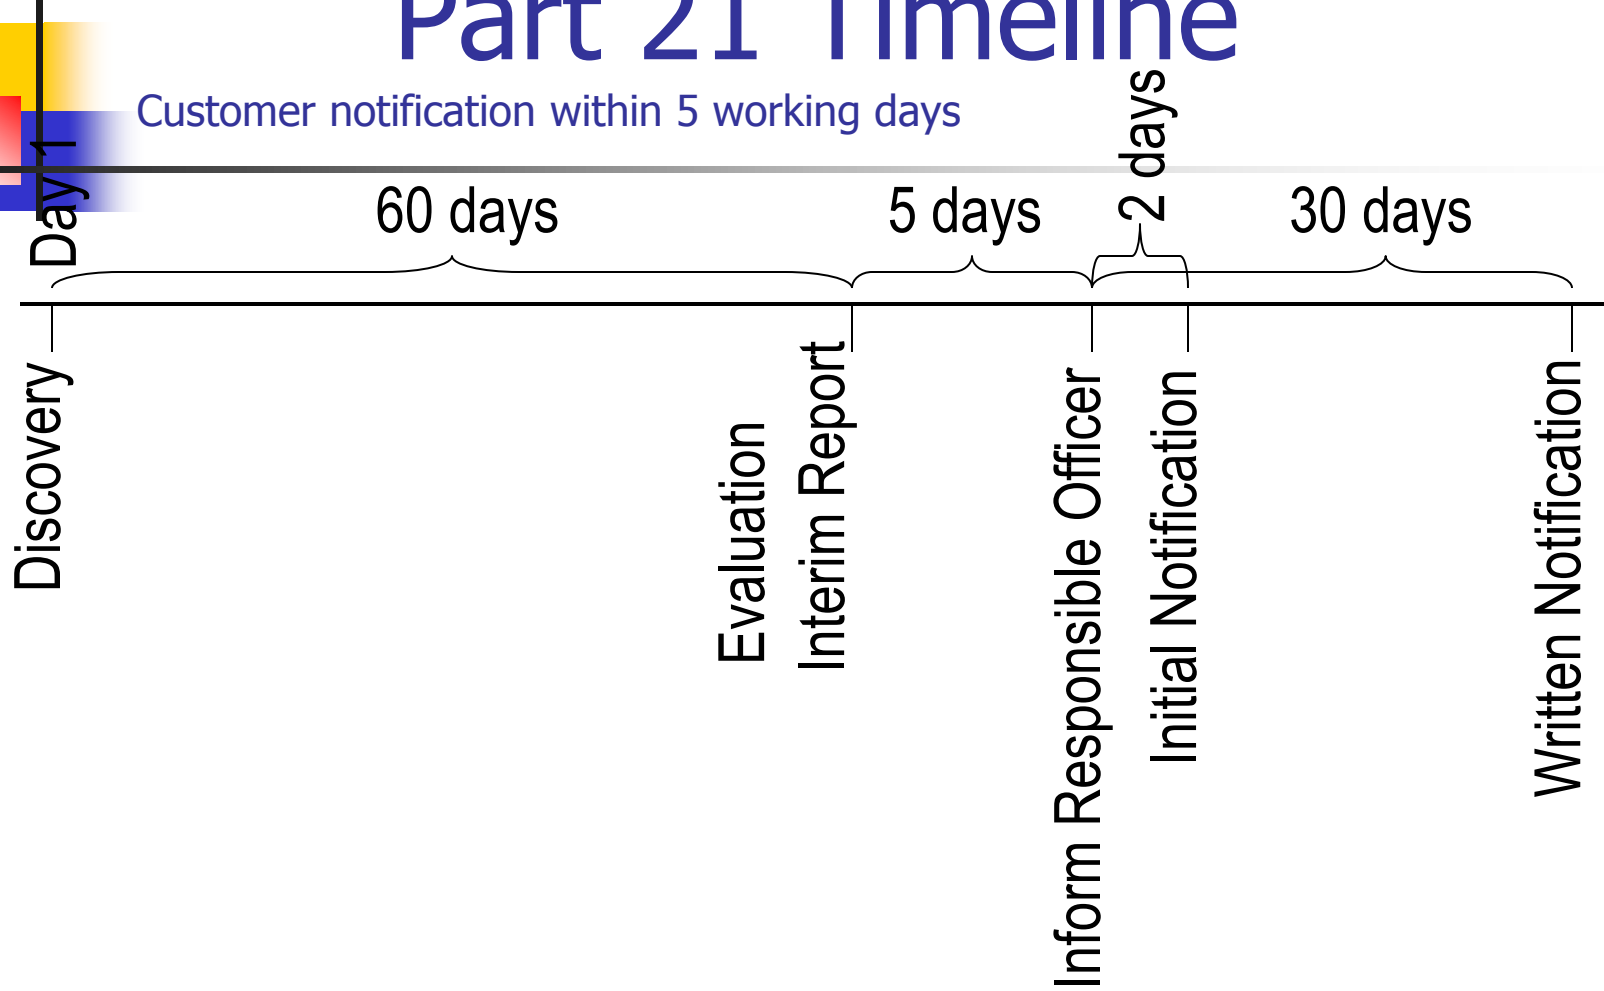 Part 21 Timeline
Customer notification within 5 working days
Day 1
60 days
5 days
2 days
30 days
Discovery
Evaluation
Interim Report
Inform Responsible Officer
Initial Notification
Written Notification